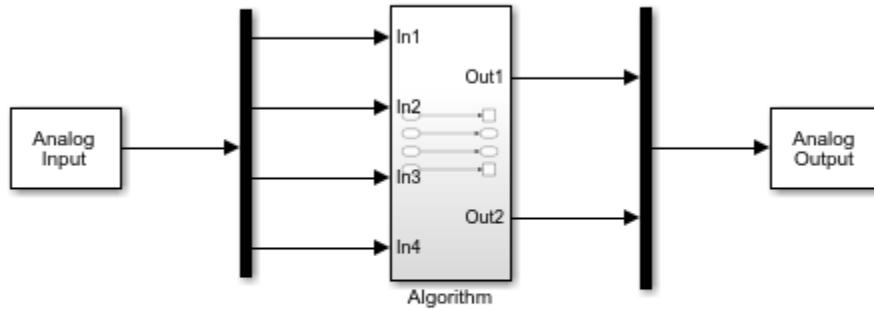 Analog
Input
In1
In2
In3
In4
Out1
Out2
Algorithm
Analog
Output